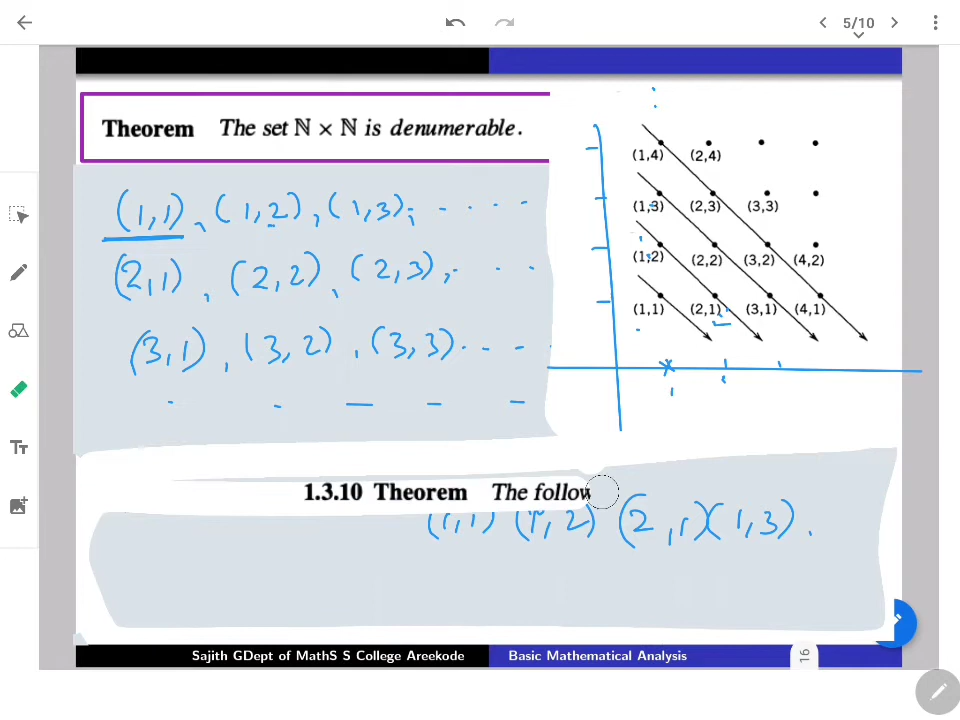 5/10
Theorem The set ℕ × ℕ is denumerable.
(1,1), (1,2), (1,3), ....
(2,1), (2,2), (2,3), ....
(3,1), (3,2), (3,3) ....
(1,4) (2,4)
(1,3) (2,3) (3,3)
(1,2) (2,2) (3,2) (4,2)
(1,1) (2,1) (3,1) (4,1)
1.3.10 Theorem The follow
(1,1) (1,2) (2,1)(1,3).
Sajith GDept of MathS S College Areekode Basic Mathematical Analysis 16
Tт